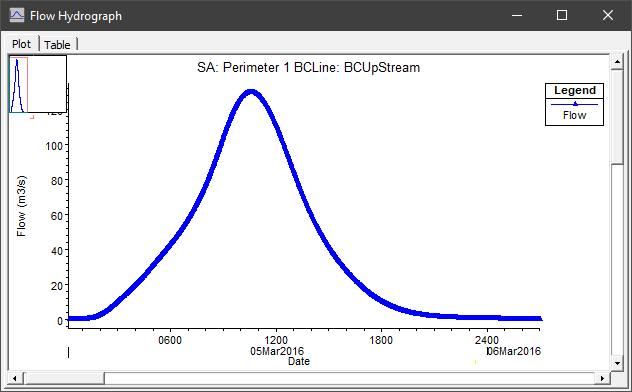 Flow Hydrograph
Plot Table
SA: Perimeter 1 BCLine: BCUpStream
Legend
Flow
Flow (m3/s)
100
80
60
40
20
0
0600 1200 1800 2400
05Mar2016 06Mar2016
Date